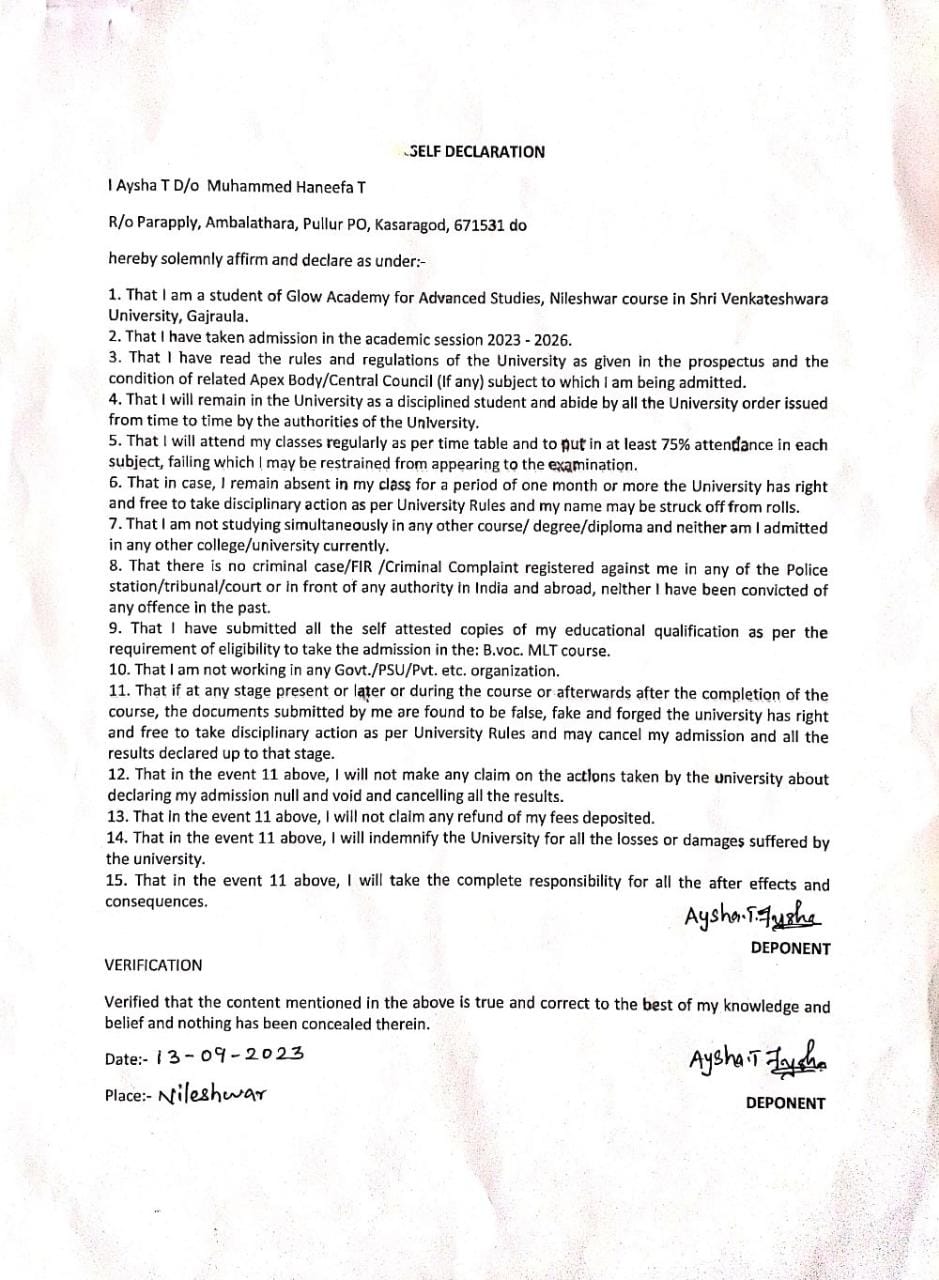 SELF DECLARATION
I Aysha T D/o Muhammed Haneefa T
R/o Parapply, Ambalathara, Pullur PO, Kasaragod, 671531 do
hereby solemnly affirm and declare as under:-
1. That I am a student of Glow Academy for Advanced Studies, Nileshwar course in Shri Venkateshwara
University, Gajraula.
2. That I have taken admission in the academic session 2023 - 2026.
3. That I have read the rules and regulations of the University as given in the prospectus and the
condition of related Apex Body/Central Council (If any) subject to which I am being admitted.
4. That I will remain in the University as a disciplined student and abide by all the University order issued
from time to time by the authorities of the University.
5. That I will attend my classes regularly as per time table and to put in at least 75% attendance in each
subject, failing which I may be restrained from appearing to the examination.
6. That in case, I remain absent in my class for a period of one month or more the University has right
and free to take disciplinary action as per University Rules and my name may be struck off from rolls.
7. That I am not studying simultaneously in any other course/ degree/diploma and neither am I admitted
in any other college/university currently.
8. That there is no criminal case/FIR /Criminal Complaint registered against me in any of the Police
station/tribunal/court or in front of any authority in India and abroad, neither I have been convicted of
any offence in the past.
9. That I have submitted all the self attested copies of my educational qualification as per the
requirement of eligibility to take the admission in the: B.voc. MLT course.
10. That I am not working in any Govt./PSU/Pvt. etc. organization.
11. That if at any stage present or later or during the course or afterwards after the completion of the
course, the documents submitted by me are found to be false, fake and forged the university has right
and free to take disciplinary action as per University Rules and may cancel my admission and all the
results declared up to that stage.
12. That in the event 11 above, I will not make any claim on the actions taken by the university about
declaring my admission null and void and cancelling all the results.
13. That in the event 11 above, I will not claim any refund of my fees deposited.
14. That in the event 11 above, I will indemnify the University for all the losses or damages suffered by
the university.
15. That in the event 11 above, I will take the complete responsibility for all the after effects and
consequences.
Aysha.T. Aysha
DEPONENT
VERIFICATION
Verified that the content mentioned in the above is true and correct to the best of my knowledge and
belief and nothing has been concealed therein.
Date:- 13-09-2023
Aysha.T Aysha
Place:- Nileshwar
DEPONENT